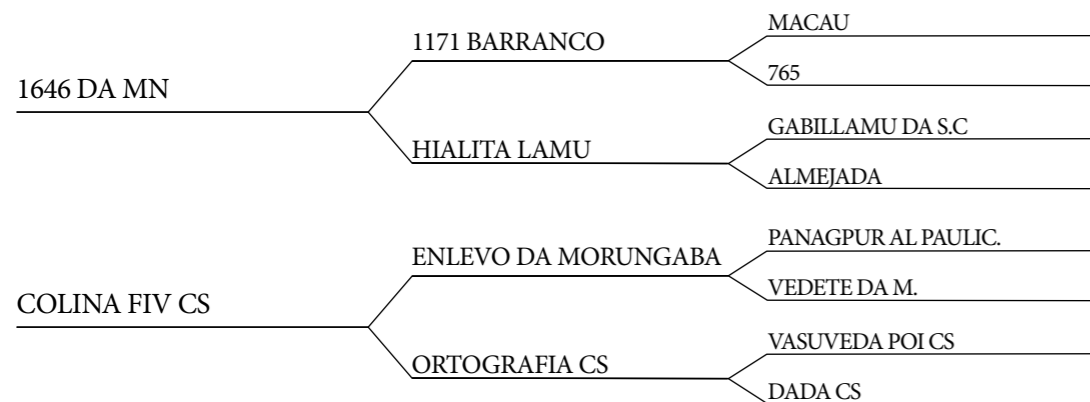 MACAU
1171 BARRANCO
765
1646 DA MN
GABILLAMU DA S.C
HIALITA LAMU
ALMEJADA
PANAGPUR AL PAULIC.
ENLEVO DA MORUNGABA
VEDETE DA M.
COLINA FIV CS
VASUVEDA POI CS
ORTOGRAFIA CS
DADA CS